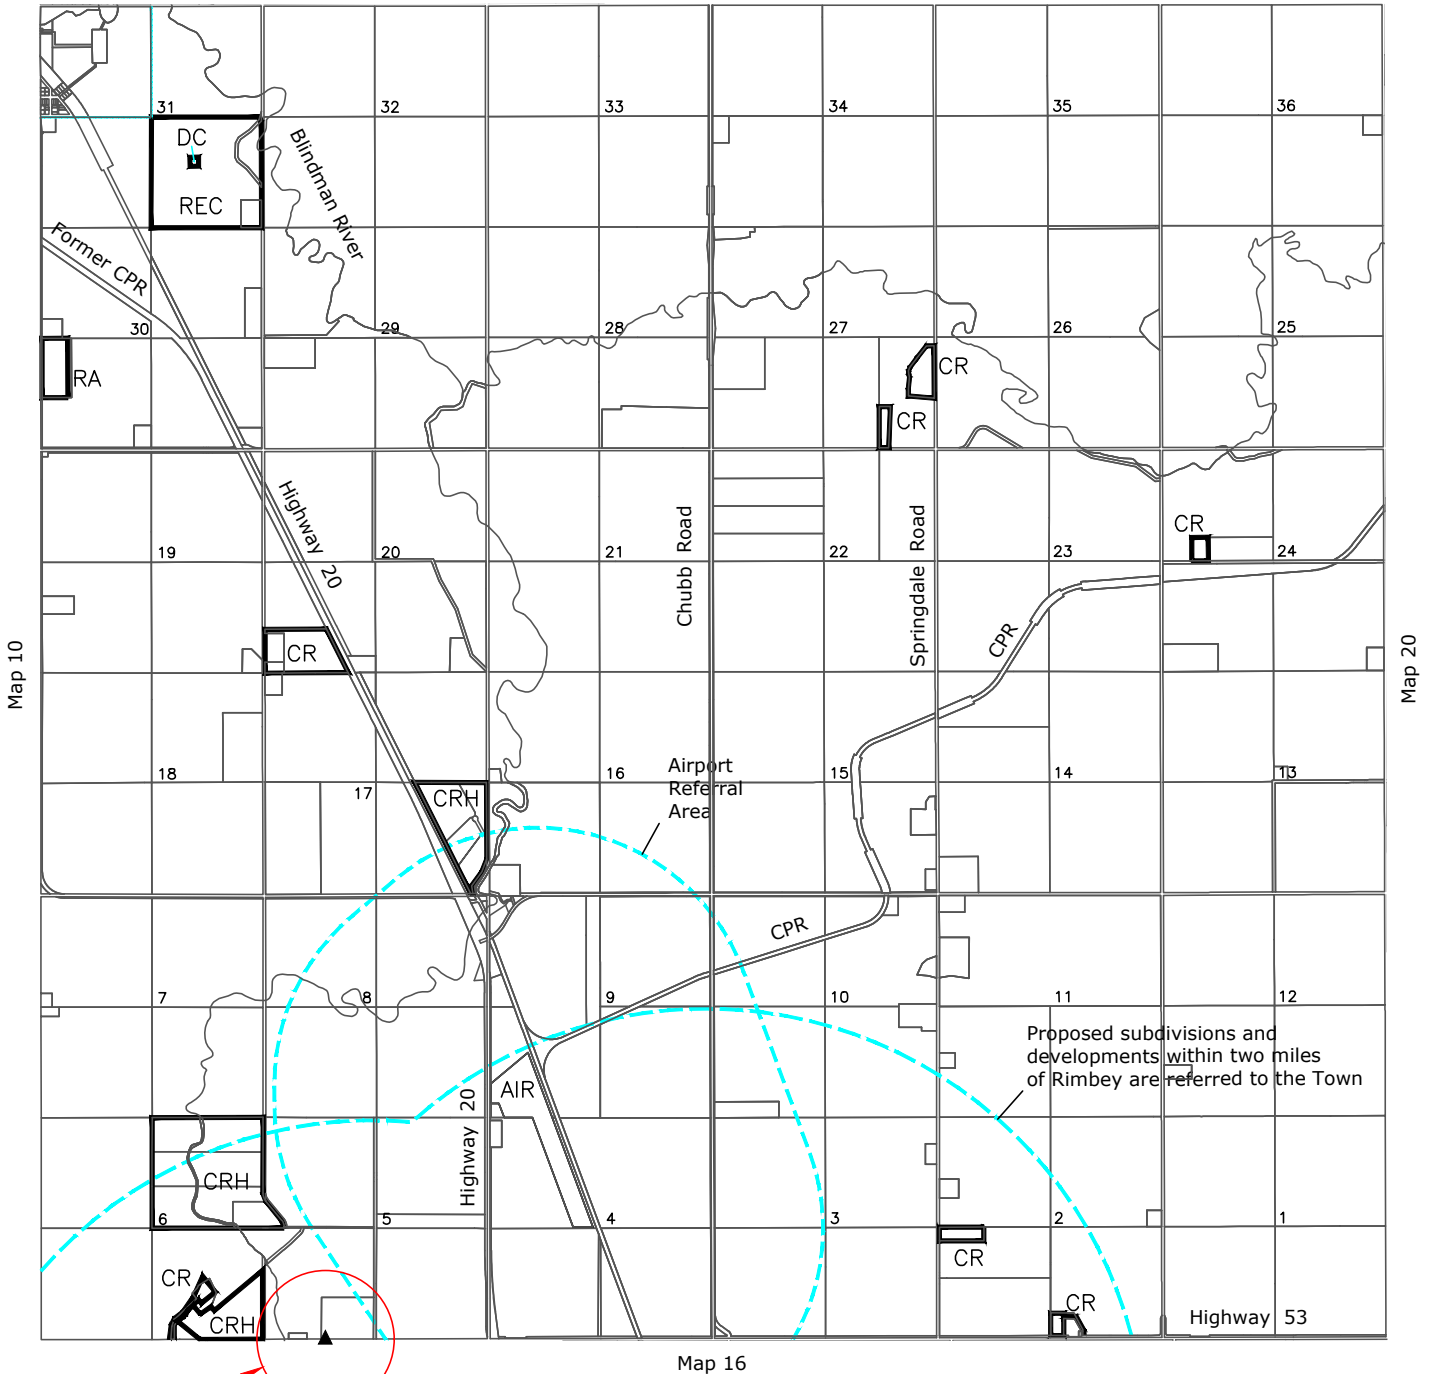 31
32
33
34
35
36
DC
REC
Blindman River
Former CPR
30
29
28
27
26
25
RA
CR
CR
Highway 20
Chubb Road
Springdale Road
CR
19
20
21
22
23
24
CPR
CR
Map 10
Map 20
18
17
16
15
14
13
Airport
Referral
Area
CRH
CPR
7
8
9
10
11
12
Proposed subdivisions and
developments within two miles
of Rimbey are referred to the Town
AIR
Highway 20
CRH
6
5
4
3
2
1
CR
CR
CRH
CR
Highway 53
Map 16